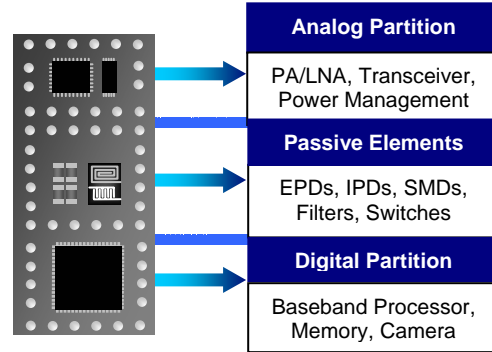 Analog Partition
PA/LNA, Transceiver,
Power Management
Passive Elements
EPDs, IPDs, SMDs,
Filters, Switches
Digital Partition
Baseband Processor,
Memory, Camera